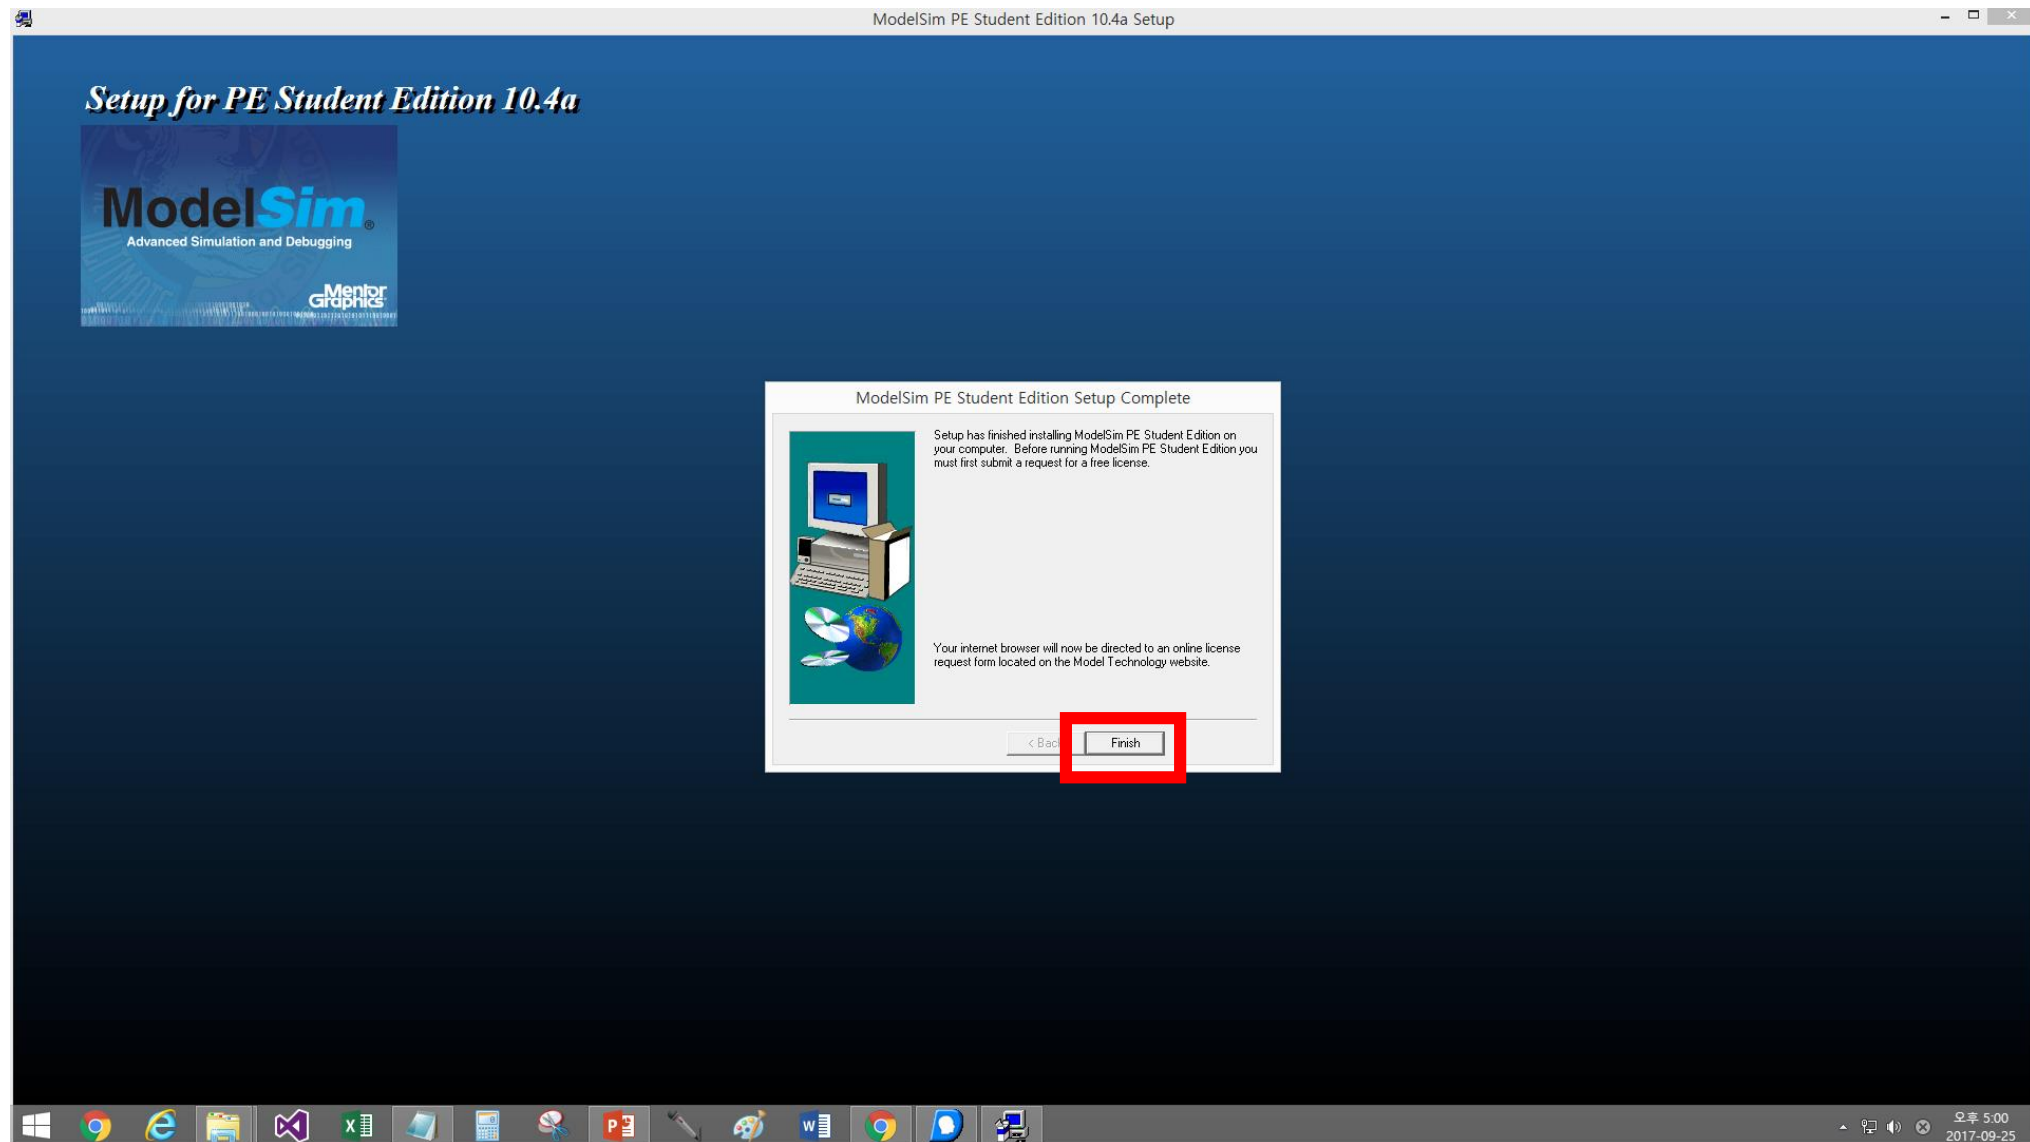 ModelSim PE Student Edition 10.4a Setup
Setup for PE Student Edition 10.4a
ModelSim®
Advanced Simulation and Debugging
Mentor
Graphics
ModelSim PE Student Edition Setup Complete
Setup has finished installing ModelSim PE Student Edition on
your computer. Before running ModelSim PE Student Edition you
must first submit a request for a free license.
Your internet browser will now be directed to an online license
request form located on the Model Technology website.
< Bac
Finish
오후 5:00
2017-09-25